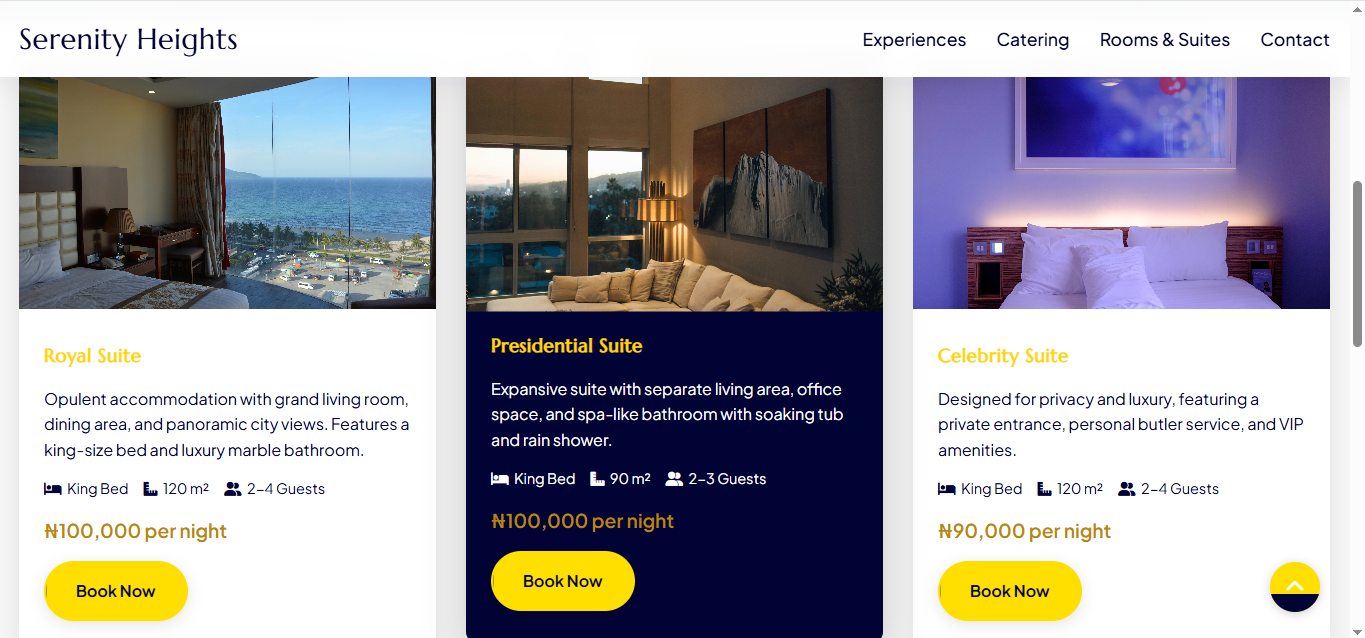 Serenity Heights
Experiences
Catering
Rooms & Suites
Contact
Royal Suite
Opulent accommodation with grand living room,
dining area, and panoramic city views. Features a
king-size bed and luxury marble bathroom.
King Bed 120 m² 2–4 Guests
₦100,000 per night
Book Now
Presidential Suite
Expansive suite with separate living area, office
space, and spa-like bathroom with soaking tub
and rain shower.
King Bed 90 m² 2–3 Guests
₦100,000 per night
Book Now
Celebrity Suite
Designed for privacy and luxury, featuring a
private entrance, personal butler service, and VIP
amenities.
King Bed 120 m² 2–4 Guests
₦90,000 per night
Book Now